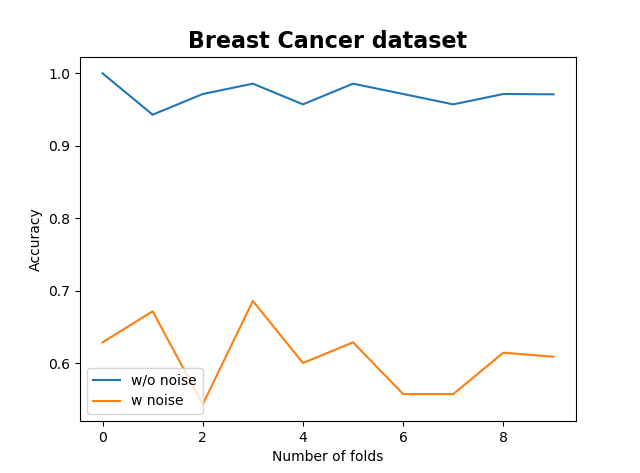 Breast Cancer dataset
1.0
0.9
0.8
0.7
0.6
Accuracy
w/o noise
w noise
0 2 4 6 8
Number of folds